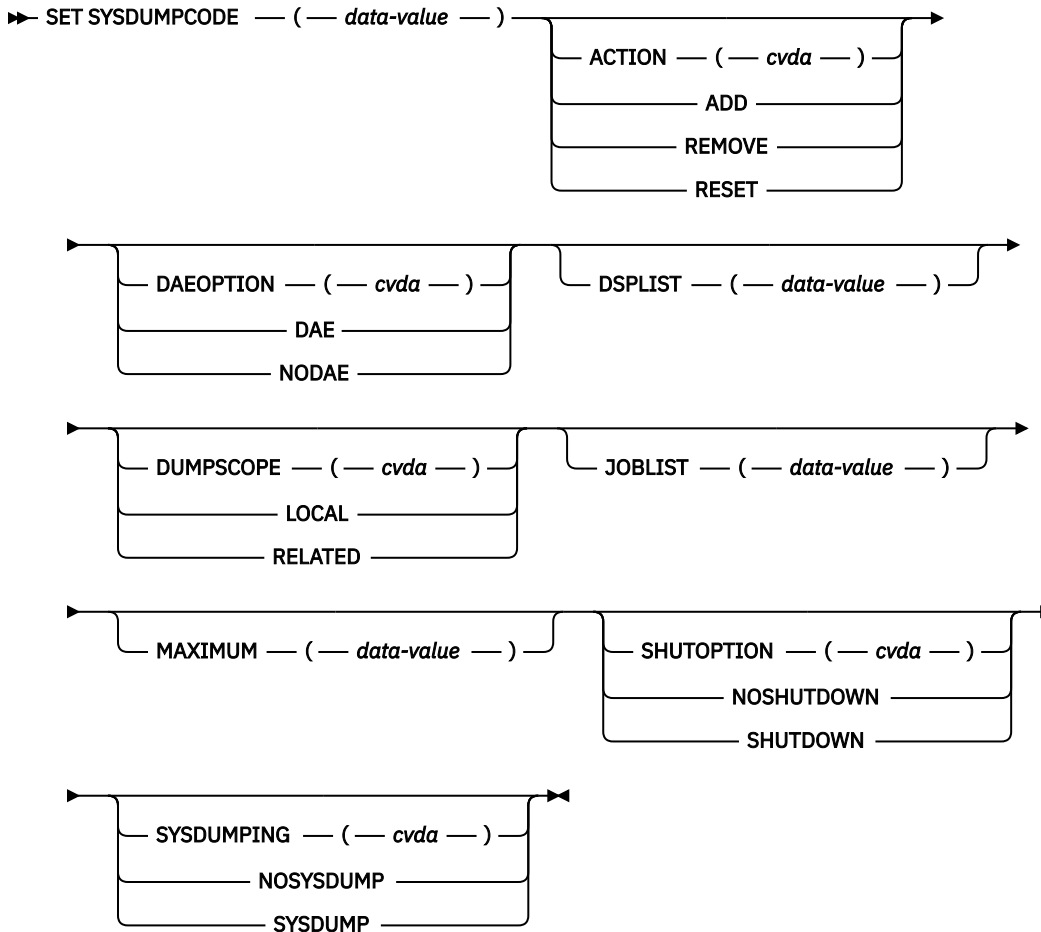 SET SYSDUMPCODE ( data-value )
ACTION ( cvda )
ADD
REMOVE
RESET
DAEOPTION ( cvda )
DAE
NODAE
DSPLIST ( data-value )
DUMPSCOPE ( cvda )
LOCAL
RELATED
JOBLIST ( data-value )
MAXIMUM ( data-value )
SHUTOPTION ( cvda )
NOSHUTDOWN
SHUTDOWN
SYSDUMPING ( cvda )
NOSYSDUMP
SYSDUMP